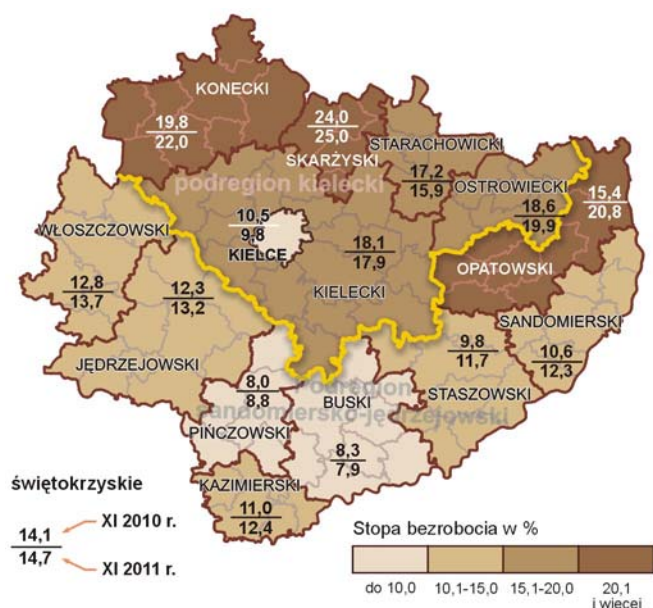 KONECKI
19,8
22,0
24,0
25,0
SKARŻYSKI
STARACHOWICKI
17,2
15,9
OSTROWIECKI
18,6
19,9
15,4
20,8
OPATOWSKI
podregion kielecki
10,5
9,8
KIELCE
18,1
17,9
KIELECKI
WŁOSZCZOWSKI
12,8
13,7
12,3
13,2
JĘDRZEJOWSKI
SANDOMIERSKI
10,6
12,3
9,8
11,7
STASZOWSKI
Podregion
sandomiersko-jędrzejowski
8,0
8,8
PIŃCZOWSKI
BUSKI
8,3
7,9
KAZIMIERSKI
11,0
12,4
świętokrzyskie
14,1 XI 2010 r.
14,7 XI 2011 r.
Stopa bezrobocia w %
do 10,0 10,1-15,0 15,1-20,0 20,1
i więcej